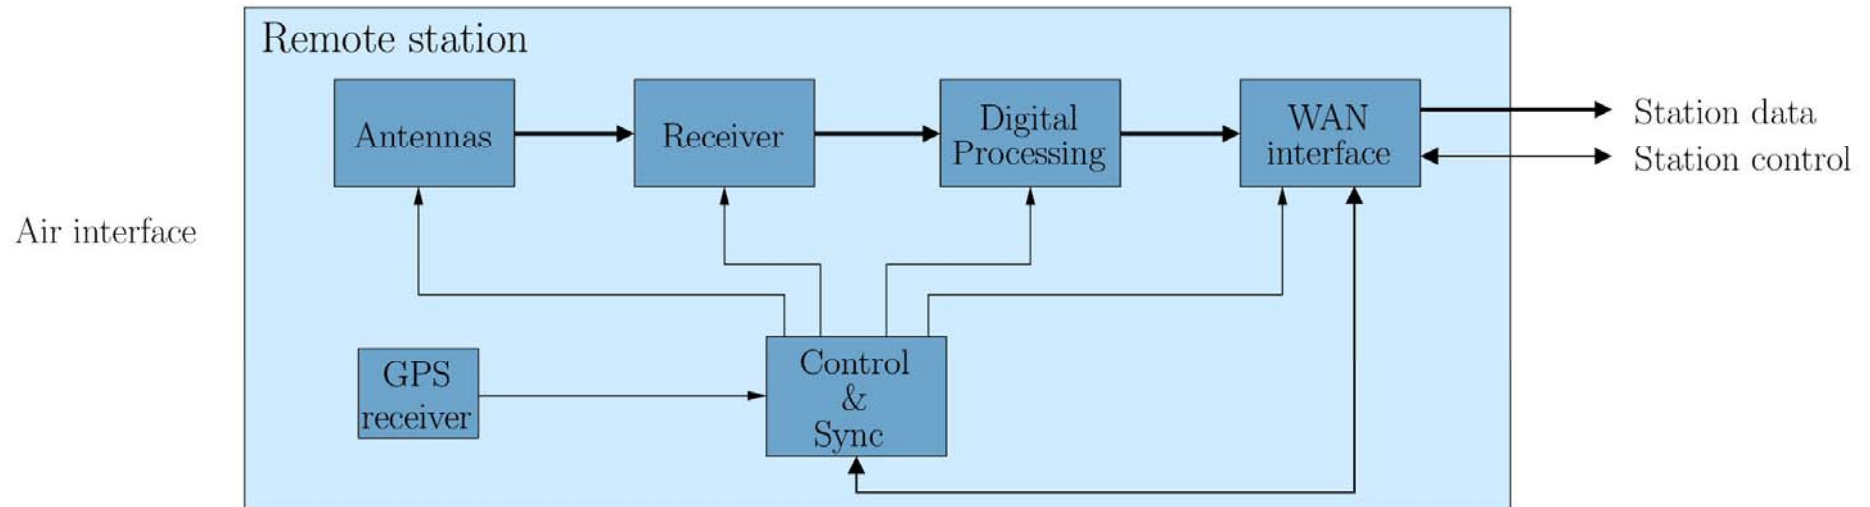 Remote station
Antennas
Receiver
Digital
Processing
WAN
interface
Station data
Station control
Air interface
GPS
receiver
Control
&
Sync